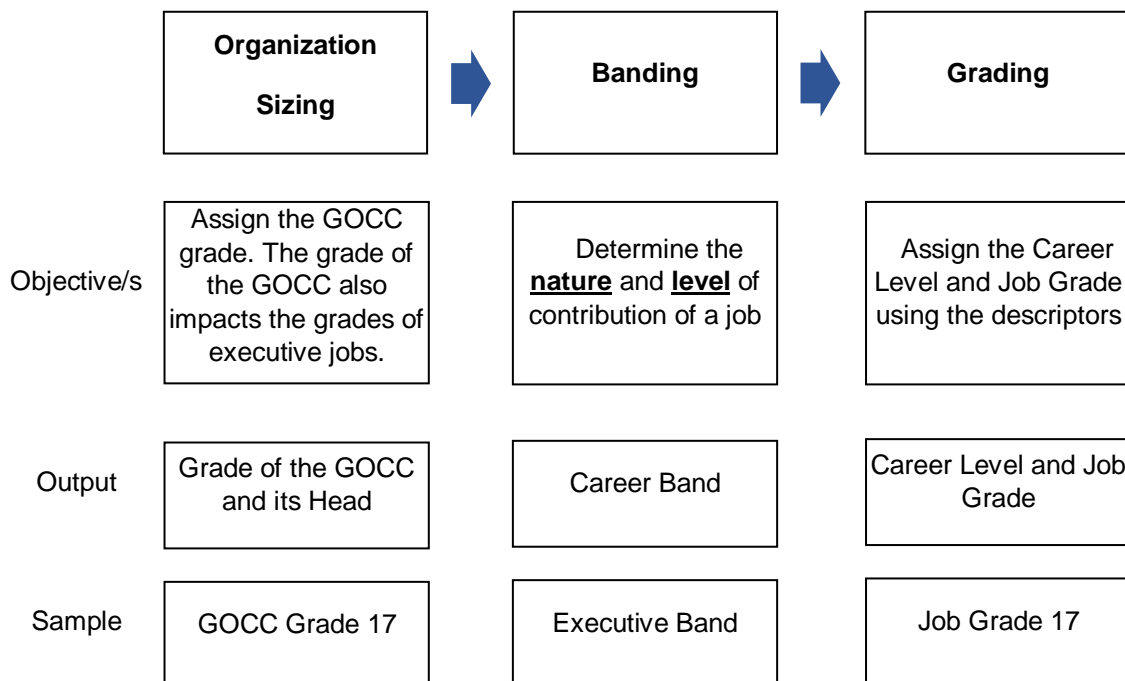 Organization
Sizing
Banding
Grading
Objective/s
Assign the GOCC
grade. The grade of
the GOCC also
impacts the grades of
executive jobs.
Determine the
nature and level of
contribution of a job
Assign the Career
Level and Job Grade
using the descriptors
Output
Grade of the GOCC
and its Head
Career Band
Career Level and Job
Grade
Sample
GOCC Grade 17
Executive Band
Job Grade 17